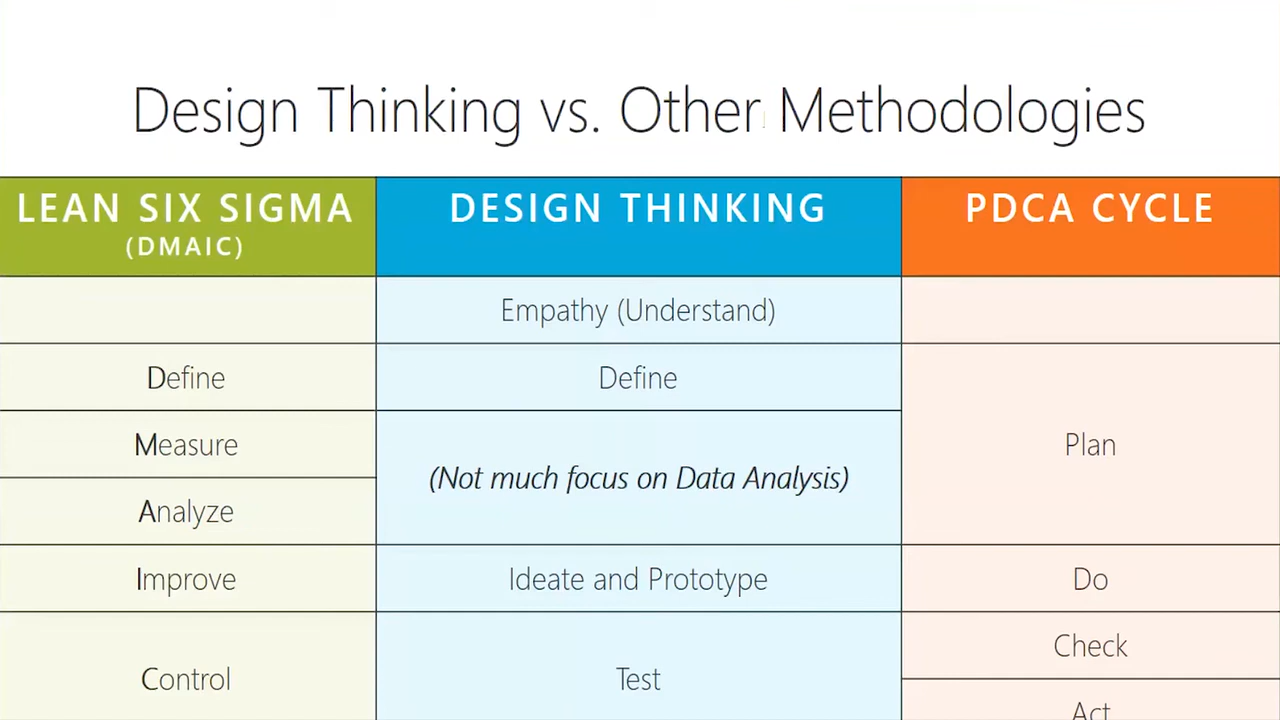 Design Thinking vs. Other Methodologies
LEAN SIX SIGMA
(DMAIC)
DESIGN THINKING
PDCA CYCLE
Empathy (Understand)
Define
Define
Measure
(Not much focus on Data Analysis)
Plan
Analyze
Improve
Ideate and Prototype
Do
Control
Test
Check
Act